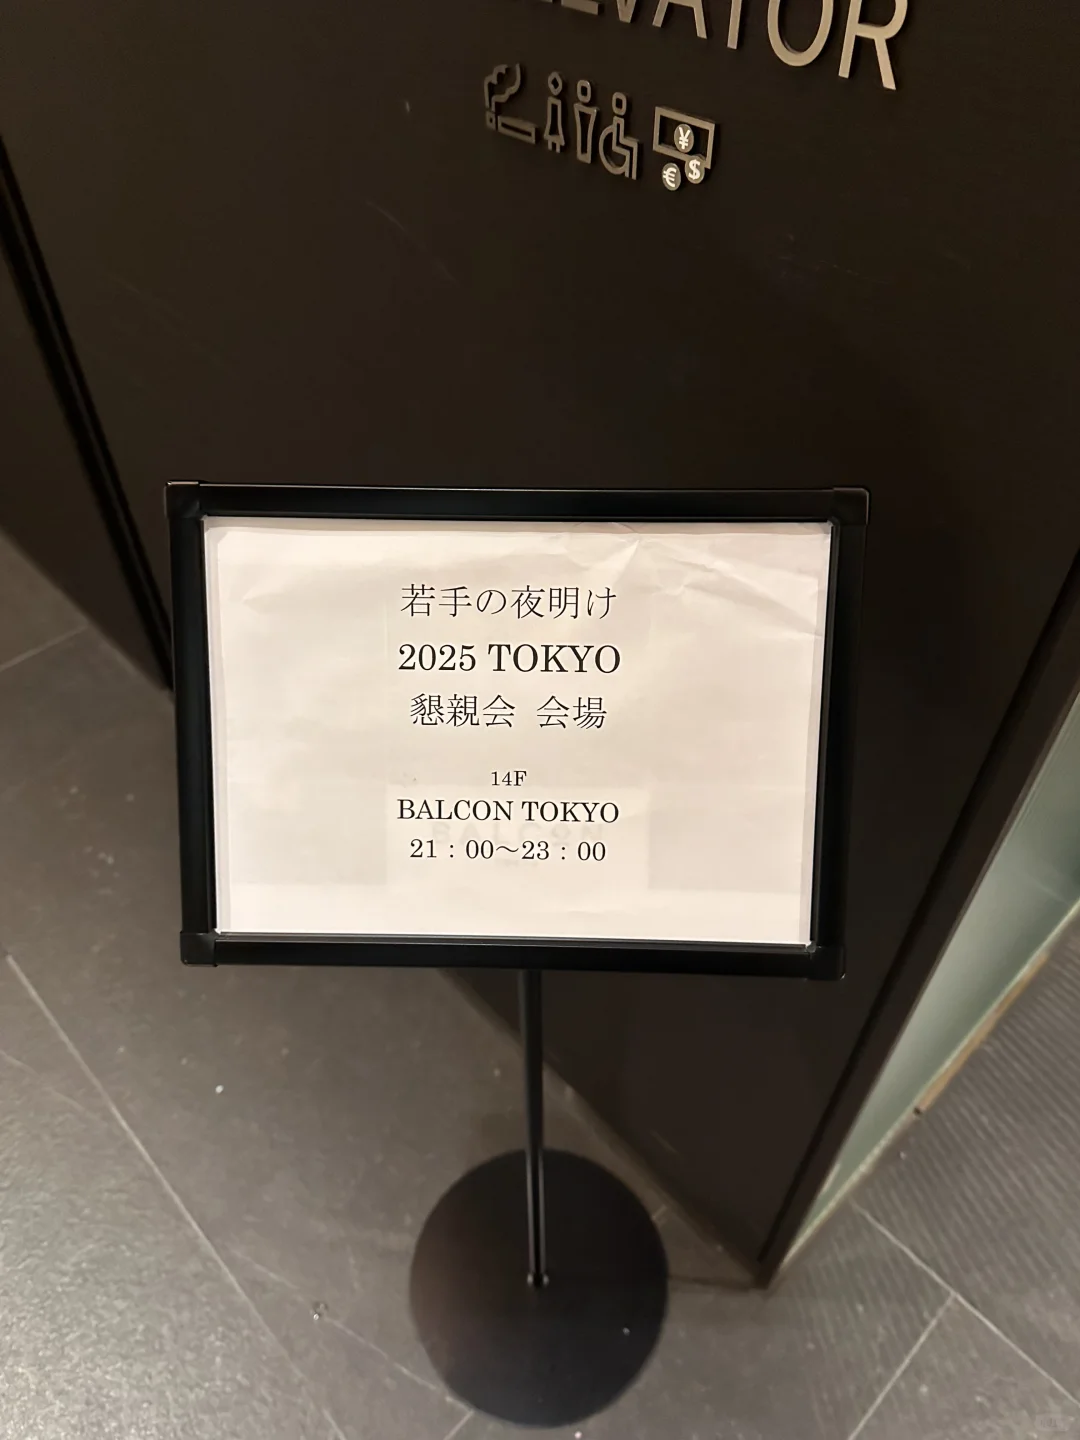 ELEVATOR
¥
$
€
若手の夜明け
2025 TOKYO
懇親会 会場
14F
BALCON TOKYO
21：00～23：00